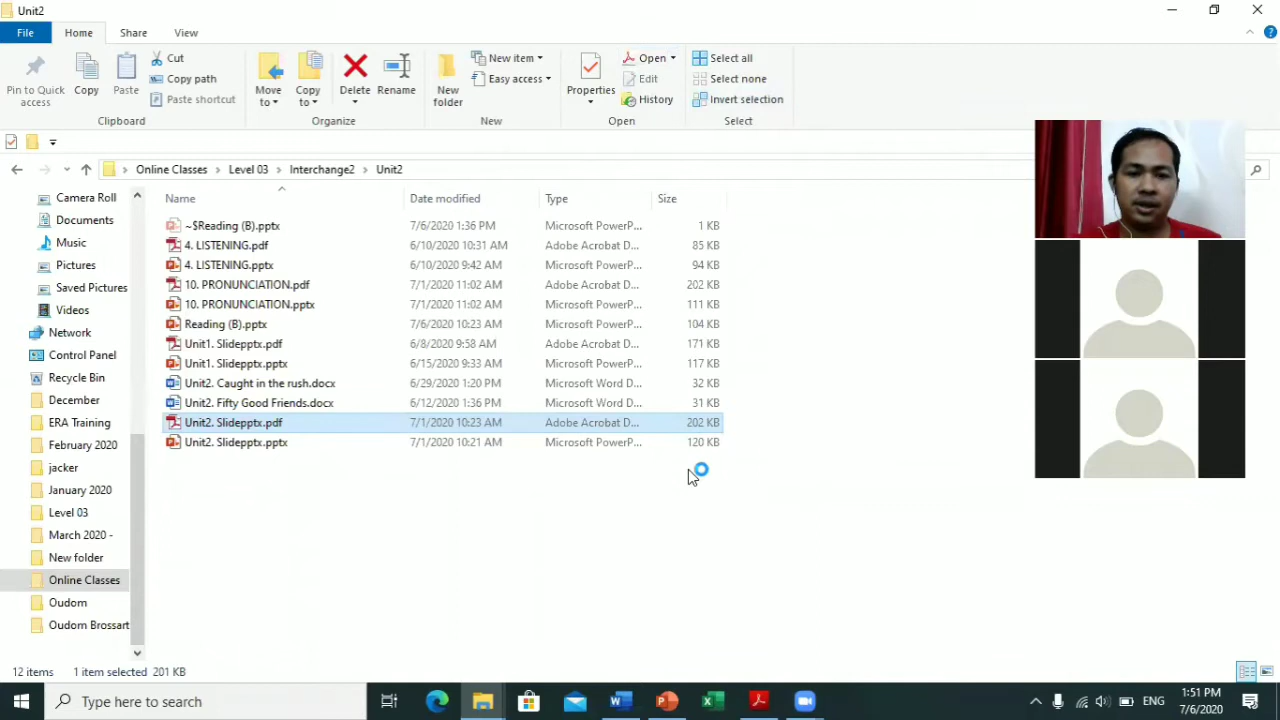 Unit2
File Home Share View
Pin to Quick access
Copy
Paste
Cut
Copy path
Paste shortcut
Move to
Copy to
Delete
Rename
New folder
New item
Easy access
Properties
Open
Edit
History
Select all
Select none
Invert selection
Clipboard Organize New Open Select
Online Classes > Level 03 > Interchange2 > Unit2
Name Date modified Type Size
~$Reading (B).pptx 7/6/2020 1:36 PM Microsoft PowerP... 1 KB
4. LISTENING.pdf 6/10/2020 10:31 AM Adobe Acrobat D... 85 KB
4. LISTENING.pptx 6/10/2020 9:42 AM Microsoft PowerP... 94 KB
10. PRONUNCIATION.pdf 7/1/2020 11:02 AM Adobe Acrobat D... 202 KB
10. PRONUNCIATION.pptx 7/1/2020 11:02 AM Microsoft PowerP... 111 KB
Reading (B).pptx 7/6/2020 10:23 AM Microsoft PowerP... 104 KB
Unit1. Slidepptx.pdf 6/8/2020 9:58 AM Adobe Acrobat D... 171 KB
Unit1. Slidepptx.pptx 6/15/2020 9:33 AM Microsoft PowerP... 117 KB
Unit2. Caught in the rush.docx 6/29/2020 1:20 PM Microsoft Word D... 32 KB
Unit2. Fifty Good Friends.docx 6/12/2020 1:36 PM Microsoft Word D... 31 KB
Unit2. Slidepptx.pdf 7/1/2020 10:23 AM Adobe Acrobat D... 202 KB
Unit2. Slidepptx.pptx 7/1/2020 10:21 AM Microsoft PowerP... 120 KB
Camera Roll
Documents
Music
Pictures
Saved Pictures
Videos
Network
Control Panel
Recycle Bin
December
ERA Training
February 2020
jacker
January 2020
Level 03
March 2020 -
New folder
Online Classes
Oudom
Oudom Brossart
12 items 1 item selected 201 KB
Type here to search
ENG
1:51 PM
7/6/2020